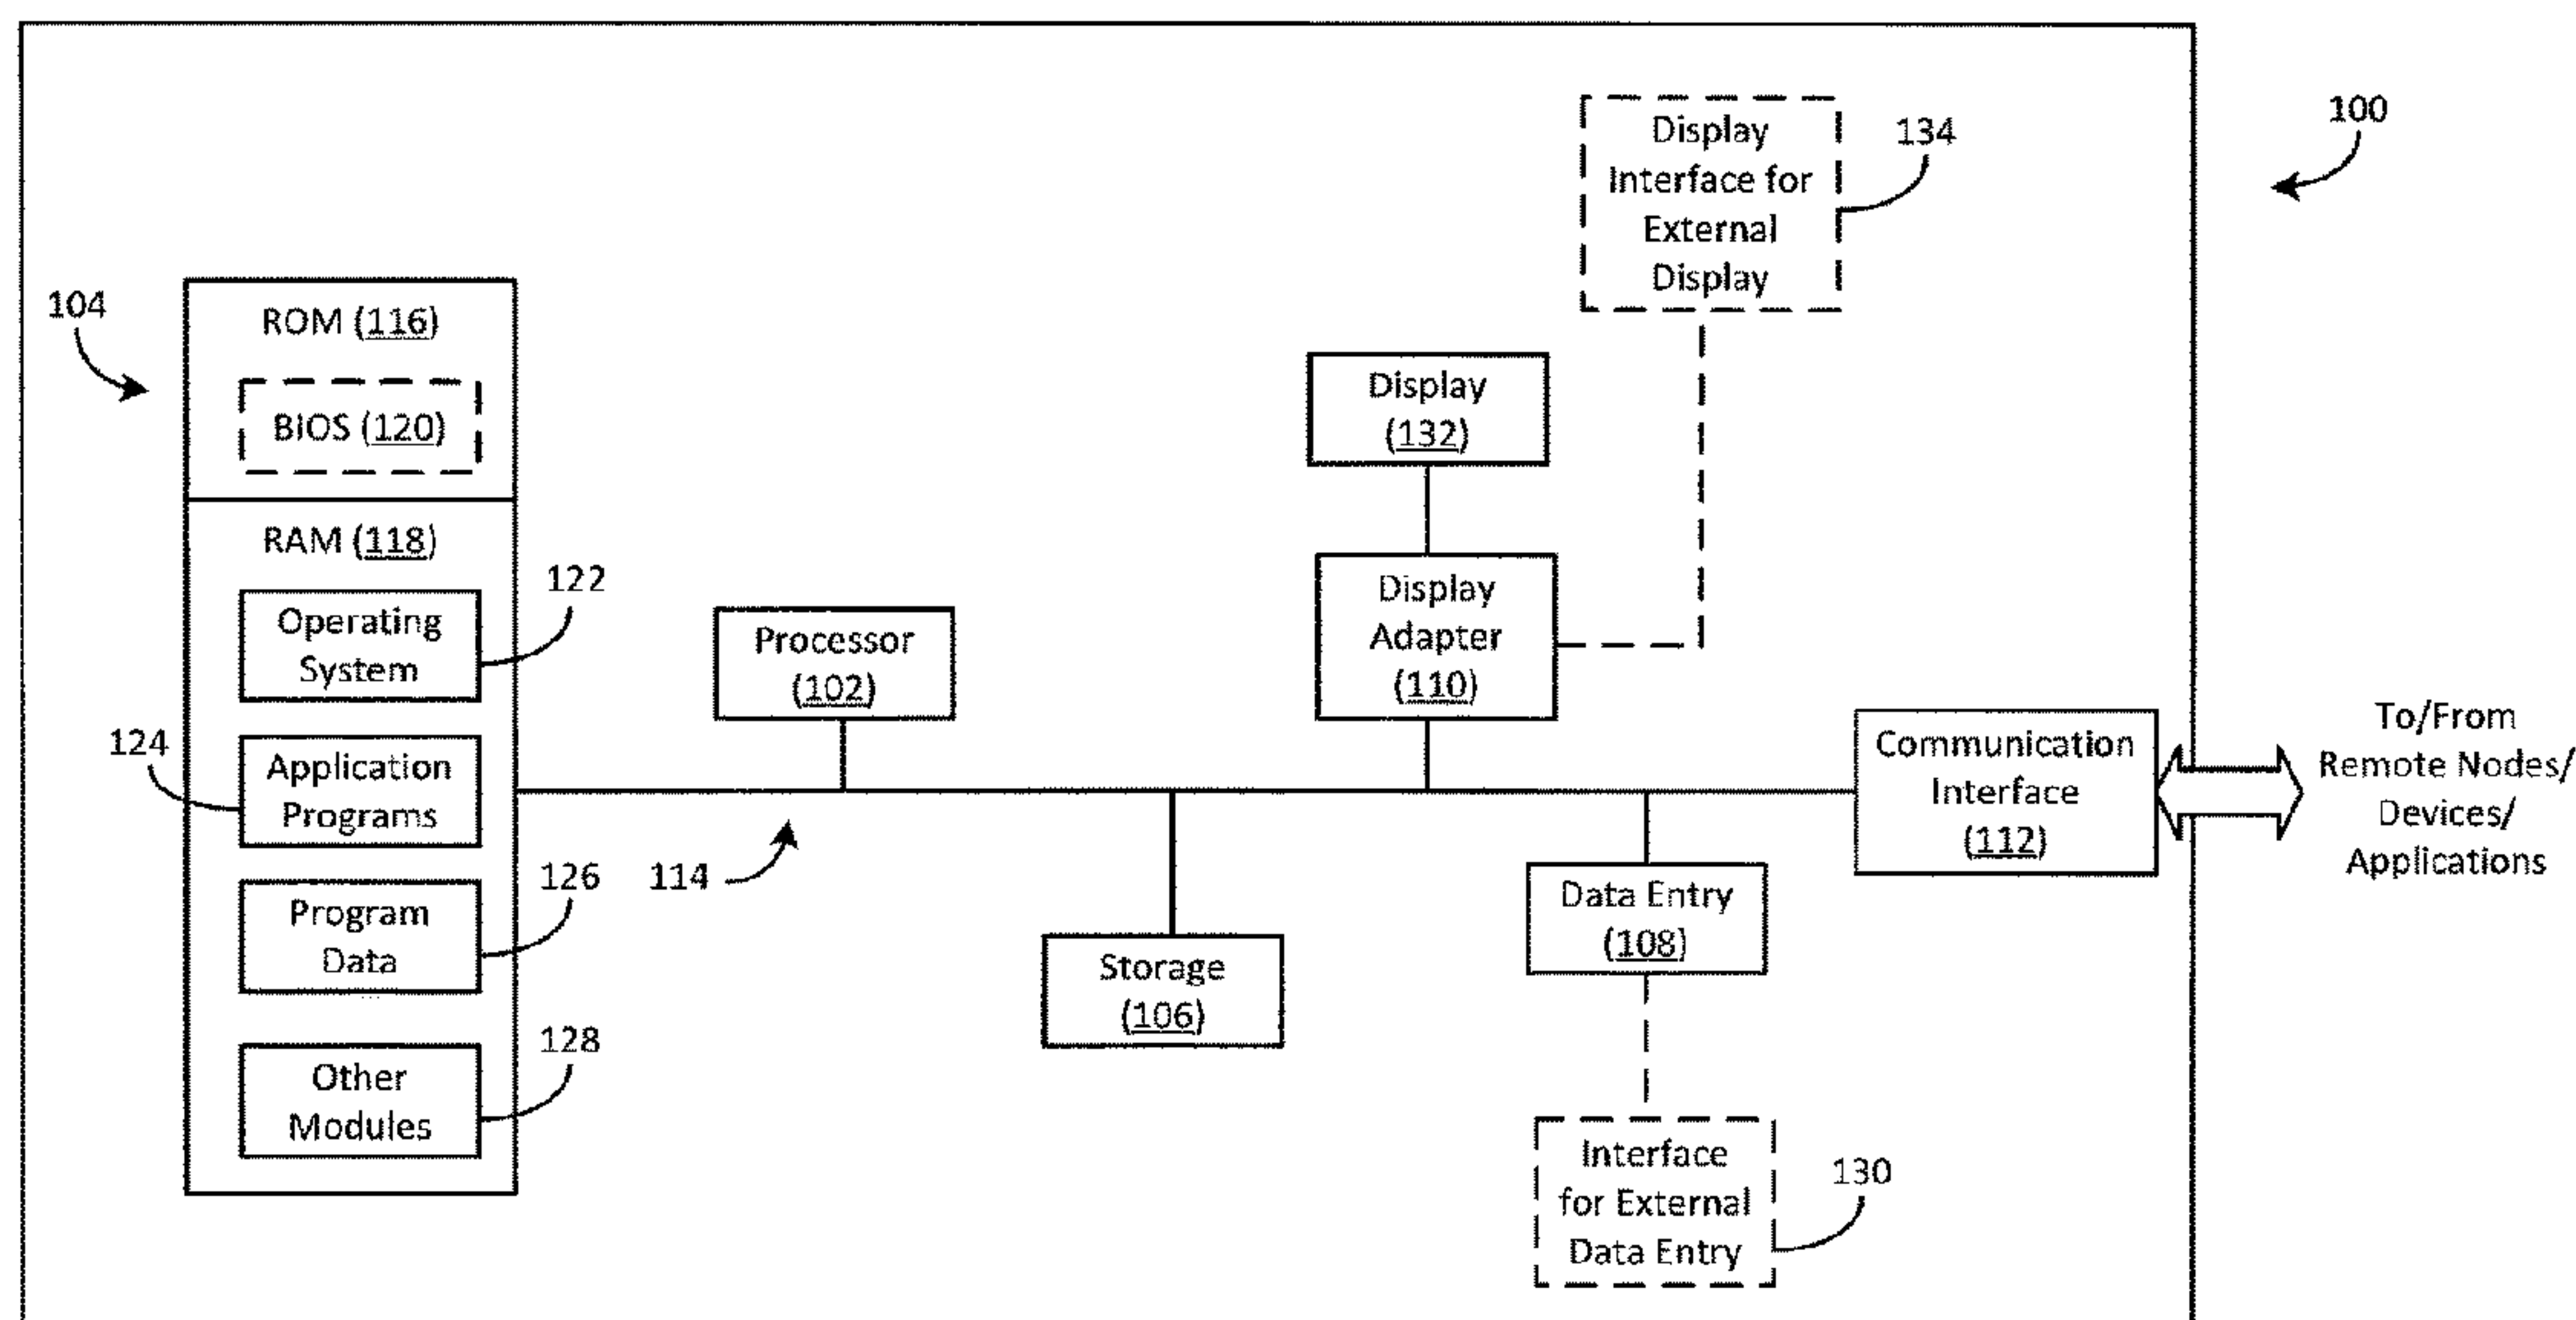 100
Display
Interface for
External
Display
134
104
ROM (116)
BIOS (120)
Display
(132)
RAM (118)
122
Operating
System
Processor
(102)
Display
Adapter
(110)
124
Application
Programs
Communication
Interface
(112)
To/From
Remote Nodes/
Devices/
Applications
126
Program
Data
114
Data Entry
(108)
Storage
(106)
128
Other
Modules
Interface
for External
Data Entry
130